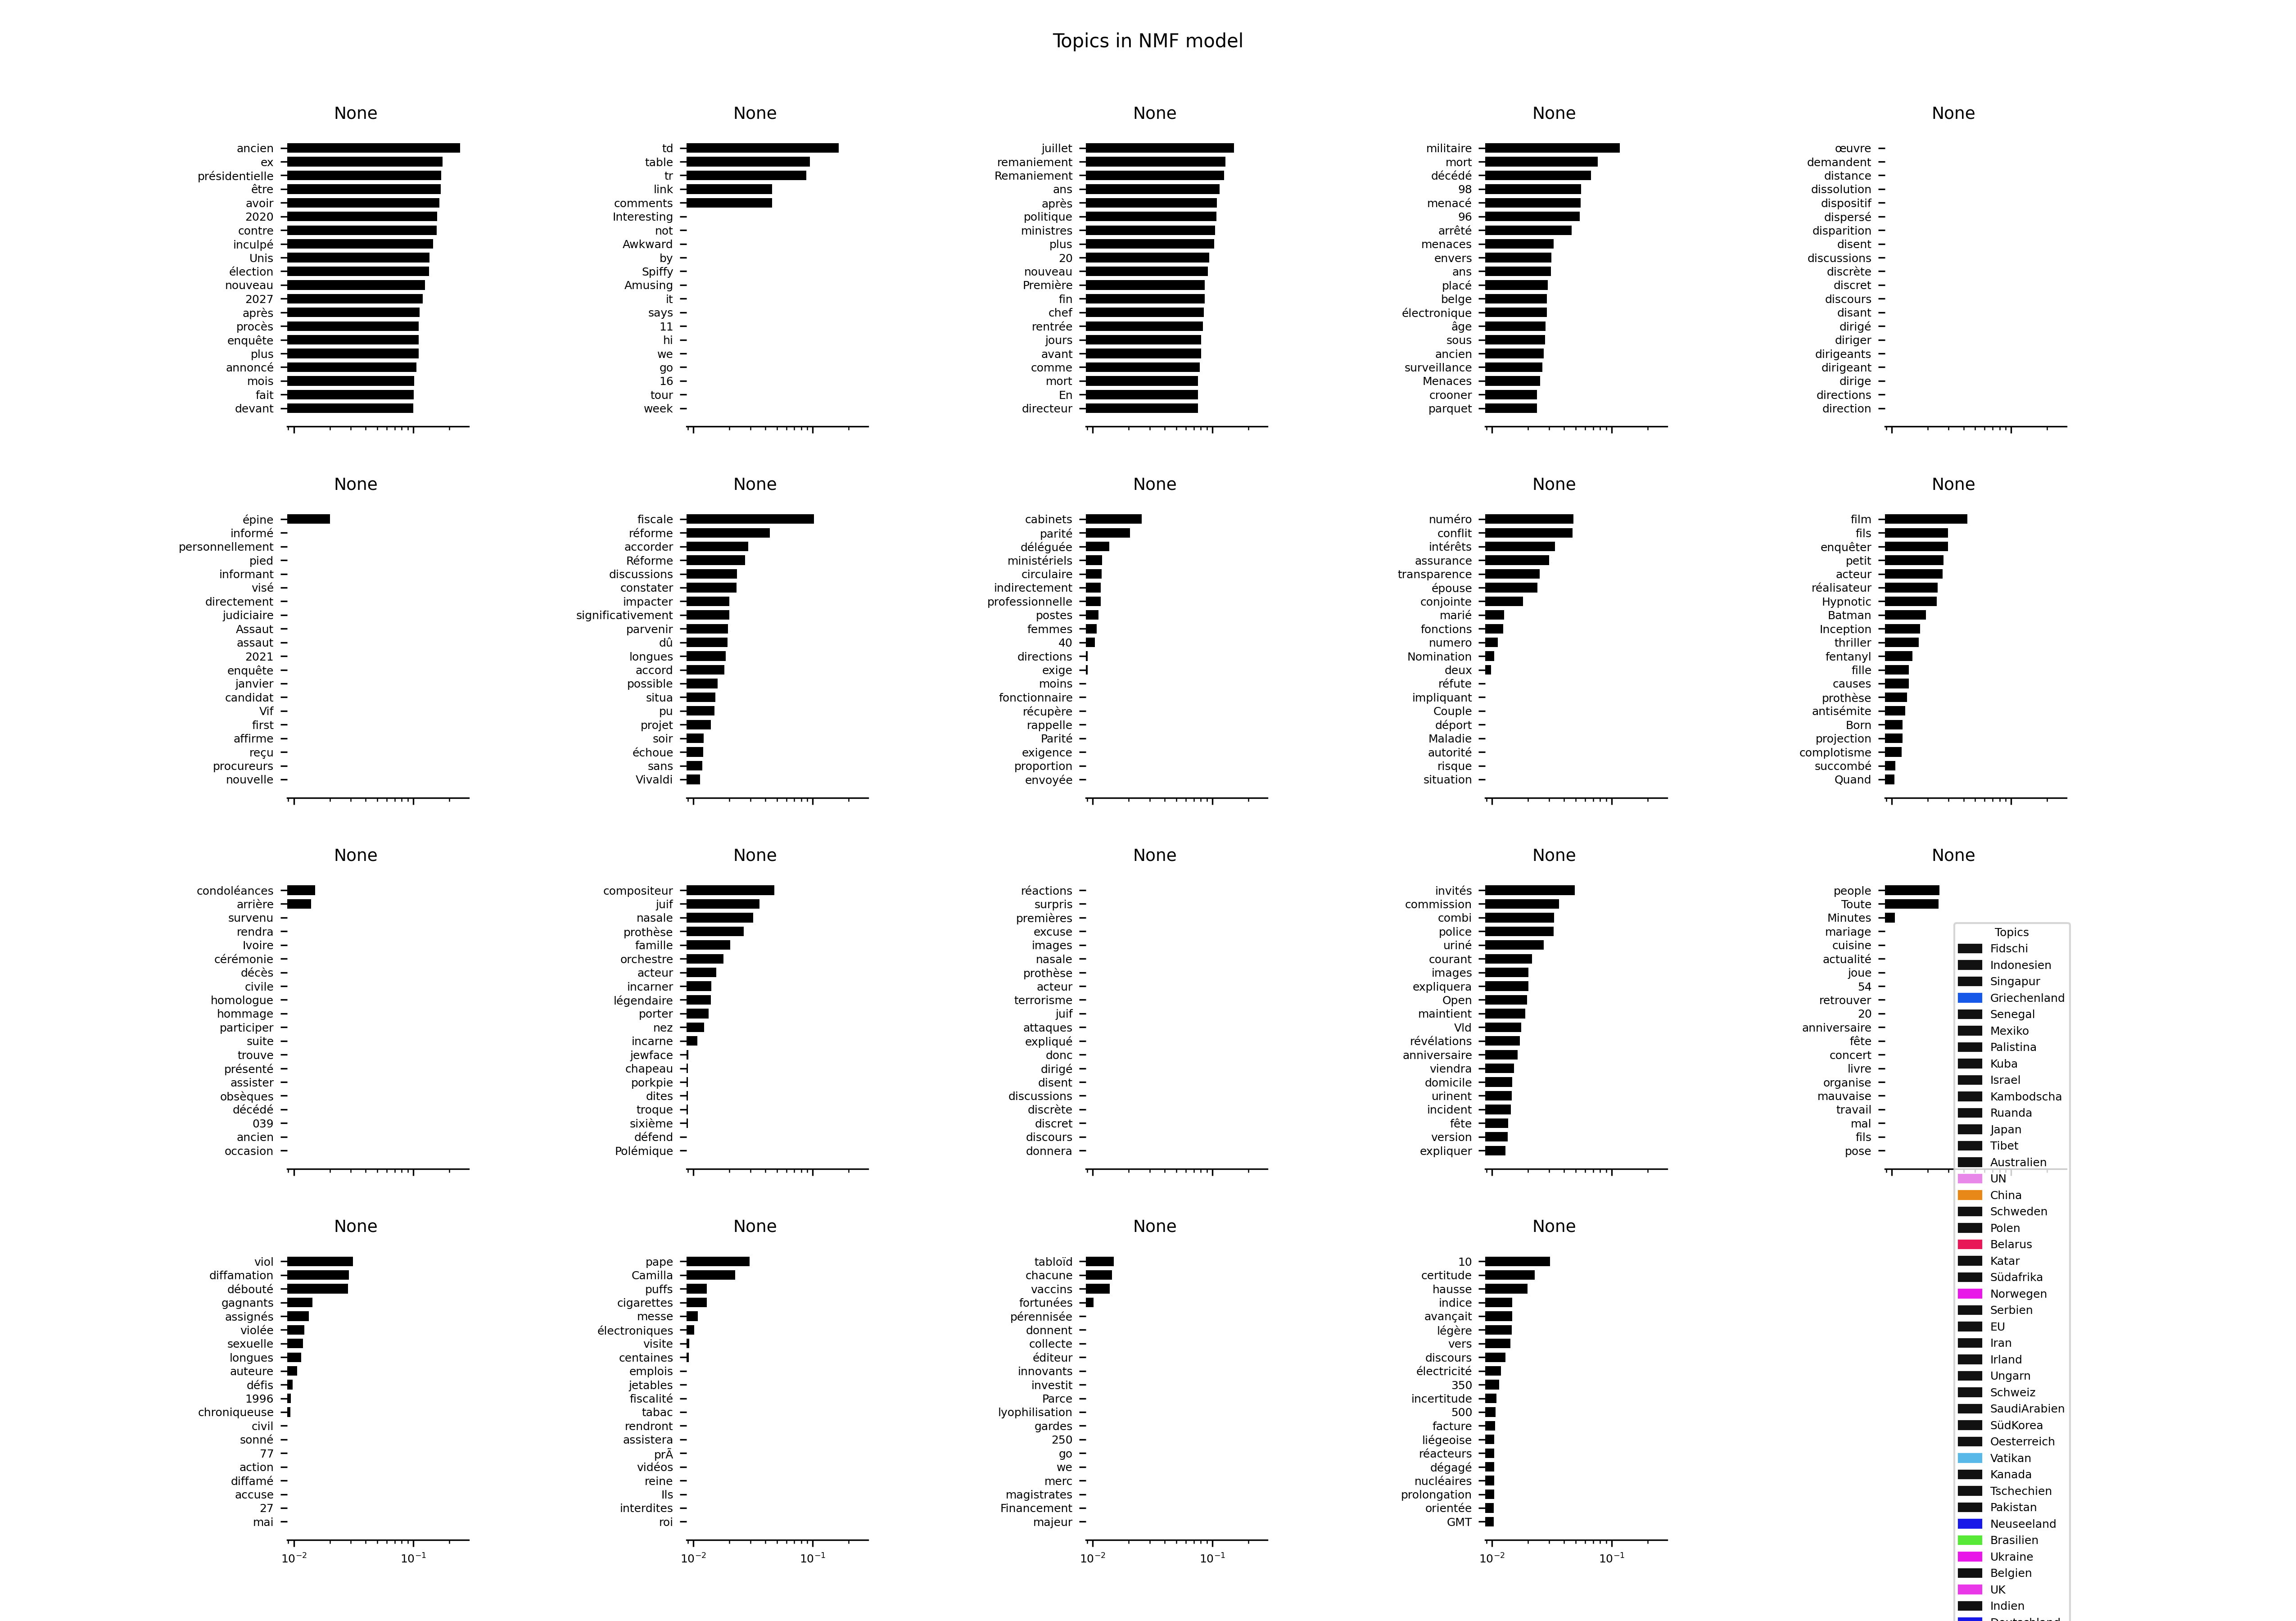 Topics in NMF model
None
ancien
ex
présidentielle
être
avoir
2020
contre
inculpé
Unis
élection
nouveau
2027
après
procès
enquête
plus
annoncé
mois
fait
devant
None
td
table
tr
link
comments
Interesting
not
Awkward
by
Spiffy
Amusing
it
says
11
hi
we
go
16
tour
week
None
juillet
remaniement
Remaniement
ans
après
politique
ministres
plus
20
nouveau
Première
fin
chef
rentrée
jours
avant
comme
mort
En
directeur
None
militaire
mort
décédé
98
menacé
96
arrêté
menaces
envers
ans
placé
belge
électronique
âge
sous
ancien
surveillance
Menaces
crooner
parquet
None
œuvre
demandent
distance
dissolution
dispositif
dispersé
disparition
disent
discussions
discrète
discret
discours
disant
dirigé
diriger
dirigeants
dirigeant
dirige
directions
direction
None
épine
informé
personnellement
pied
informant
visé
directement
judiciaire
Assaut
assaut
2021
enquête
janvier
candidat
Vif
first
affirme
reçu
procureurs
nouvelle
None
fiscale
réforme
accorder
Réforme
discussions
constater
impacter
significativement
parvenir
dû
longues
accord
possible
situa
pu
projet
soir
échoue
sans
Vivaldi
None
cabinets
parité
déléguée
ministériels
circulaire
indirectement
professionnelle
postes
femmes
40
directions
exige
moins
fonctionnaire
récupère
rappelle
Parité
exigence
proportion
envoyée
None
numéro
conflit
intérêts
assurance
transparence
épouse
conjointe
marié
fonctions
numero
Nomination
deux
réfute
impliquant
Couple
déport
Maladie
autorité
risque
situation
None
film
fils
enquêter
petit
acteur
réalisateur
Hypnotic
Batman
Inception
thriller
fentanyl
fille
causes
prothèse
antisémite
Born
projection
complotisme
succombé
Quand
None
condoléances
arrière
survenu
rendra
Ivoire
cérémonie
décès
civile
homologue
hommage
participer
suite
trouve
présenté
assister
obsèques
décédé
039
ancien
occasion
None
compositeur
juif
nasale
prothèse
famille
orchestre
acteur
incarner
légendaire
porter
nez
incarne
jewface
chapeau
porkpie
dites
troque
sixième
défend
Polémique
None
réactions
surpris
premières
excuse
images
nasale
prothèse
acteur
terrorisme
juif
attaques
expliqué
donc
dirigé
disent
discussions
discrète
discret
discours
donnera
None
invités
commission
combi
police
uriné
courant
images
expliquera
Open
maintient
Vld
révélations
anniversaire
viendra
domicile
urinent
incident
fête
version
expliquer
None
people
Toute
Minutes
mariage
cuisine
actualité
joue
54
retrouver
20
anniversaire
fête
concert
livre
organise
mauvaise
travail
mal
fils
pose
None
viol
diffamation
débouté
gagnants
assignés
violée
sexuelle
longues
auteure
défis
1996
chroniqueuse
civil
sonné
77
action
diffamé
accuse
27
mai
10⁻² 10⁻¹
None
pape
Camilla
puffs
cigarettes
messe
électroniques
visite
centaines
emplois
jetables
fiscalité
tabac
rendront
assistera
prÃ
vidéos
reine
Ils
interdites
roi
10⁻² 10⁻¹
None
tabloïd
chacune
vaccins
fortunées
pérennisée
donnent
collecte
éditeur
innovants
investit
Parce
lyophilisation
gardes
250
go
we
merc
magistrates
Financement
majeur
10⁻² 10⁻¹
None
10
certitude
hausse
indice
avançait
légère
vers
discours
électricité
350
incertitude
500
facture
liégeoise
réacteurs
dégagé
nucléaires
prolongation
orientée
GMT
10⁻² 10⁻¹
Topics
Fidschi
Indonesien
Singapur
Griechenland
Senegal
Mexiko
Palistina
Kuba
Israel
Kambodscha
Ruanda
Japan
Tibet
Australien
UN
China
Schweden
Polen
Belarus
Katar
Südafrika
Norwegen
Serbien
EU
Iran
Irland
Ungarn
Schweiz
SaudiArabien
SüdKorea
Oesterreich
Vatikan
Kanada
Tschechien
Pakistan
Neuseeland
Brasilien
Ukraine
Belgien
UK
Indien